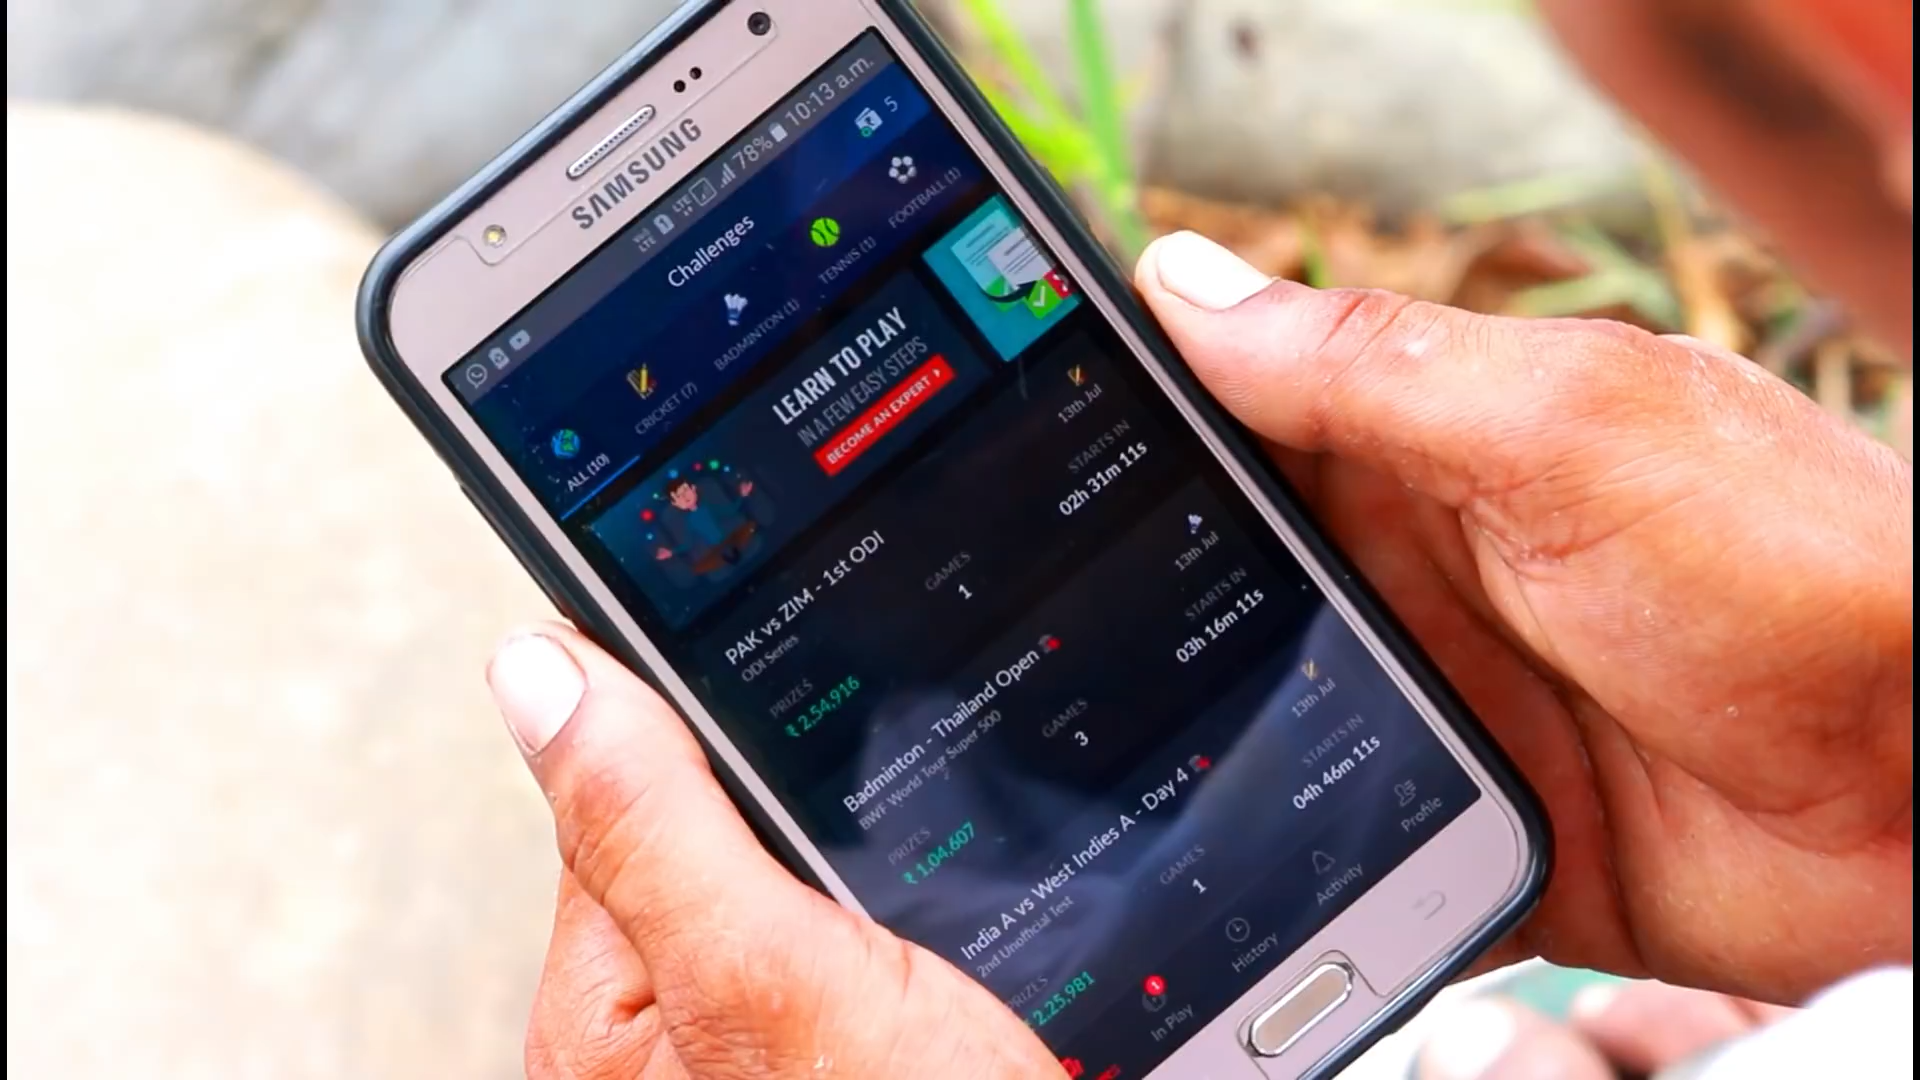 SAMSUNG
LTE LTE 78% 10:13 a.m.
Challenges
5
ALL (10)
CRICKET (7)
BADMINTON (1)
TENNIS (1)
FOOTBALL (1)
LEARN TO PLAY
IN A FEW EASY STEPS
BECOME AN EXPERT
13th Jul
PAK vs ZIM - 1st ODI
ODI Series
PRIZES
₹ 2,54,916
GAMES
1
STARTS IN
02h 31m 11s
13th Jul
Badminton - Thailand Open
BWF World Tour Super 500
PRIZES
₹ 1,04,607
GAMES
3
STARTS IN
03h 16m 11s
13th Jul
India A vs West Indies A - Day 4
2nd Unofficial Test
PRIZES
₹ 2,25,981
GAMES
1
STARTS IN
04h 46m 11s
1
In Play
History
Activity
Profile